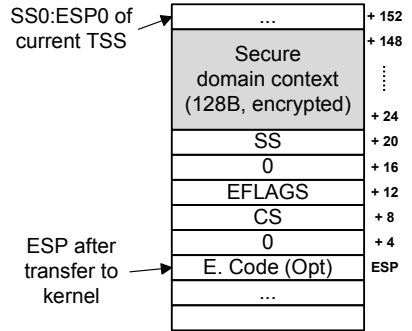 SS0:ESP0 of
current TSS
...
+ 152
Secure
domain context
(128B, encrypted)
+ 148
+ 24
SS
+ 20
0
+ 16
EFLAGS
+ 12
CS
+ 8
0
+ 4
ESP after
transfer to
kernel
E. Code (Opt)
ESP
...